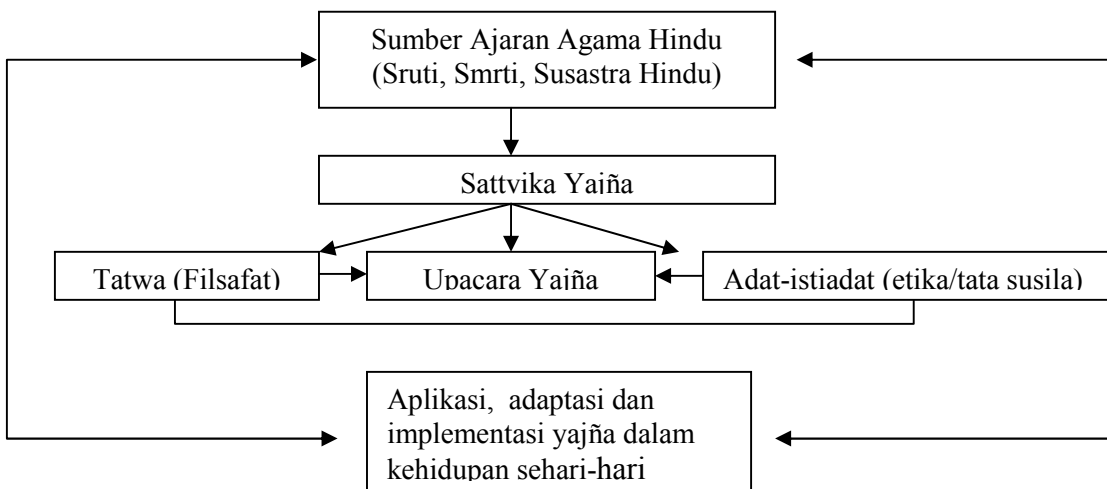 Sumber Ajaran Agama Hindu
(Sruti, Smrti, Susastra Hindu)
Sattvika Yajña
Tatwa (Filsafat)
Upacara Yajña
Adat-istiadat (etika/tata susila)
Aplikasi, adaptasi dan
implementasi yajña dalam
kehidupan sehari-hari